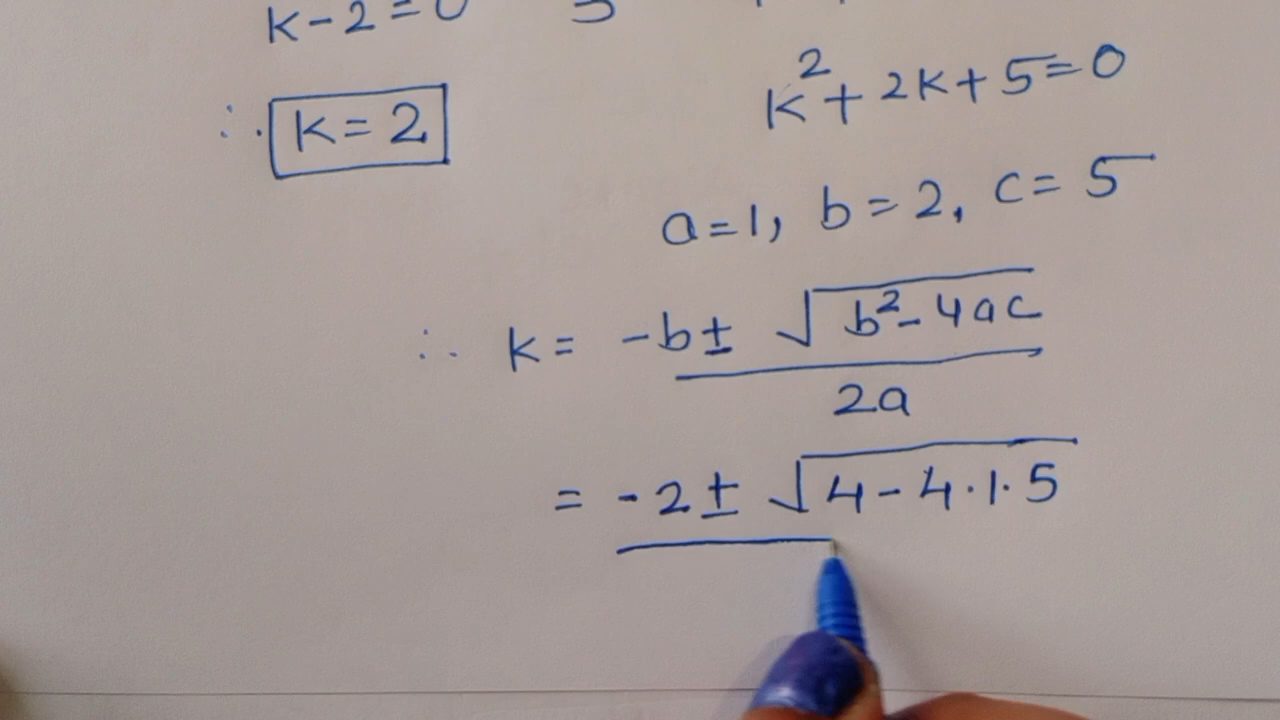 k-2=0
k²+2k+5=0
∴ k=2
a=1, b=2, c=5
∴ k= -b± √b²-4ac
2a
= -2± √4-4·1·5